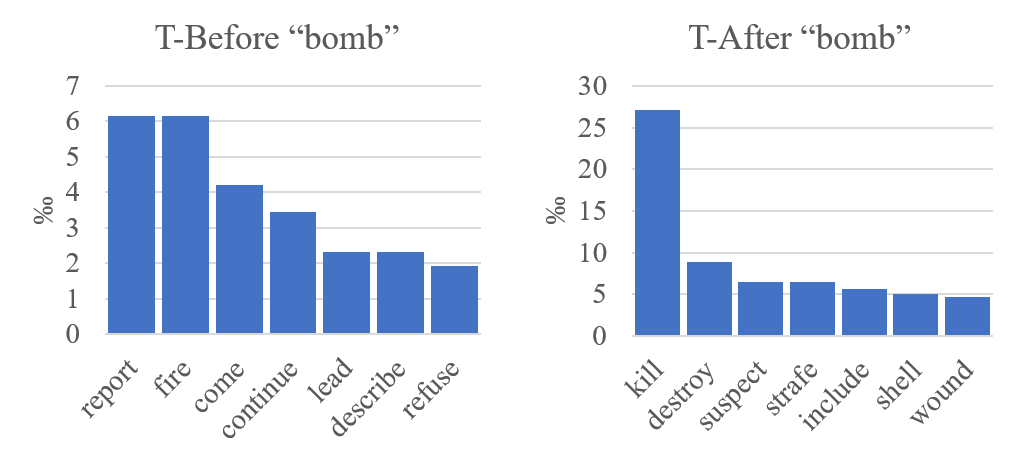 T-Before “bomb”
7
6
5
4
3
2
1
0
‰
report
fire
come
continue
lead
describe
refuse
T-After “bomb”
30
25
20
15
10
5
0
‰
kill
destroy
suspect
strafe
include
shell
wound